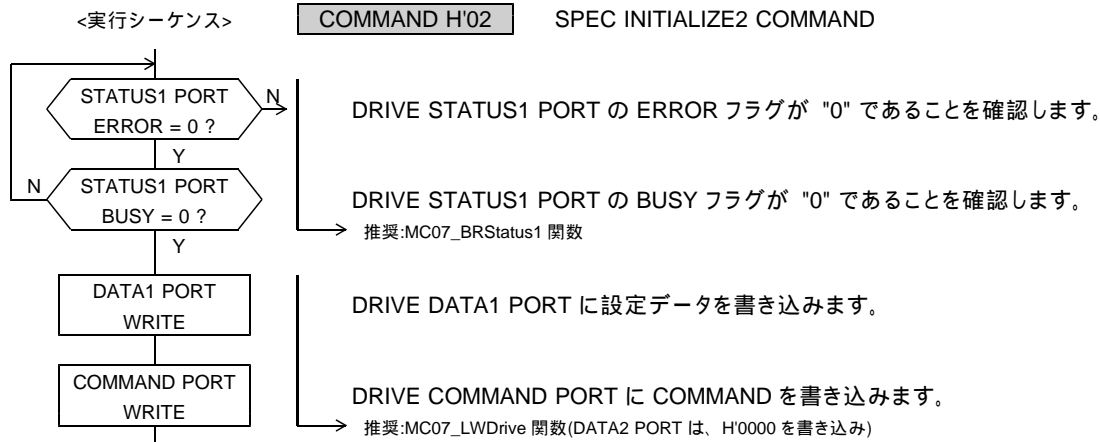 <実行シーケンス>
COMMAND H'02
SPEC INITIALIZE2 COMMAND
STATUS1 PORT
ERROR = 0 ?
N
Y
DRIVE STATUS1 PORT の ERROR フラグが "0" であることを確認します。
N
STATUS1 PORT
BUSY = 0 ?
Y
DRIVE STATUS1 PORT の BUSY フラグが "0" であることを確認します。
推奨:MC07_BRStatus1 関数
DATA1 PORT
WRITE
DRIVE DATA1 PORT に設定データを書き込みます。
COMMAND PORT
WRITE
DRIVE COMMAND PORT に COMMAND を書き込みます。
推奨:MC07_LWDrive 関数(DATA2 PORT は、H'0000 を書き込み)